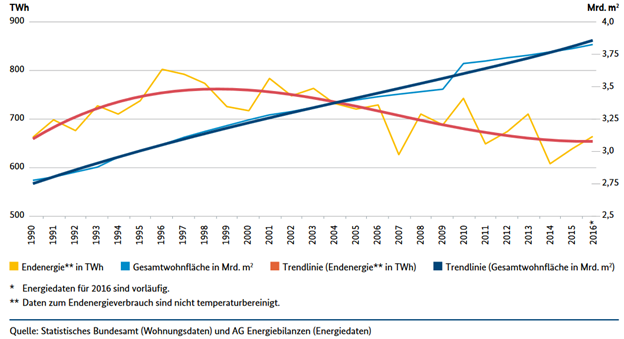 TWh
Mrd. m²
900
4,0
800
3,75
700
3,5
600
3,25
500
3,0
2,75
2,5
1990 1991 1992 1993 1994 1995 1996 1997 1998 1999 2000 2001 2002 2003 2004 2005 2006 2007 2008 2009 2010 2011 2012 2013 2014 2015 2016*
Endenergie** in TWh Gesamtwohnfläche in Mrd. m² Trendlinie (Endenergie** in TWh) Trendlinie (Gesamtwohnfläche in Mrd. m²)
* Energiedaten für 2016 sind vorläufig.
** Daten zum Endenergieverbrauch sind nicht temperaturbereinigt.
Quelle: Statistisches Bundesamt (Wohnungsdaten) und AG Energiebilanzen (Energiedaten)